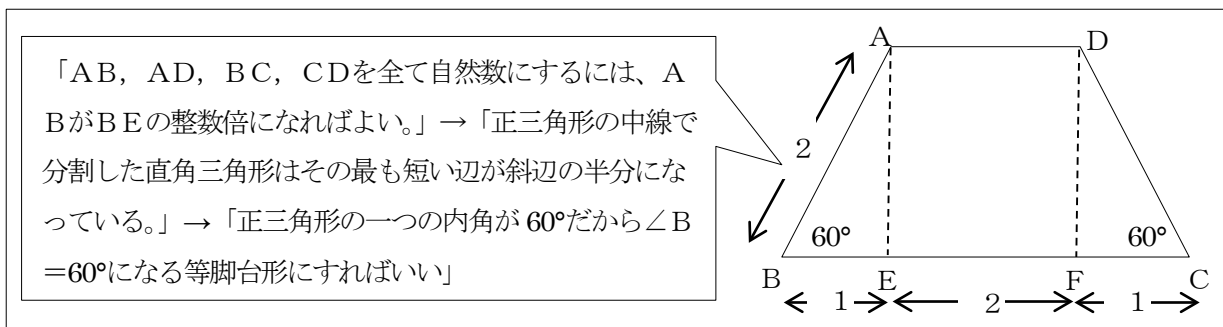 「ＡＢ，ＡＤ，ＢＣ，ＣＤを全て自然数にするには、Ａ
ＢがＢＥの整数倍になればよい。」→「正三角形の中線で
分割した直角三角形はその最も短い辺が斜辺の半分にな
っている。」→「正三角形の一つの内角が 60°だから∠Ｂ
＝60°になる等脚台形にすればいい」
Ａ
Ｄ
２
60°
60°
Ｂ
Ｅ
Ｆ
Ｃ
１
２
１